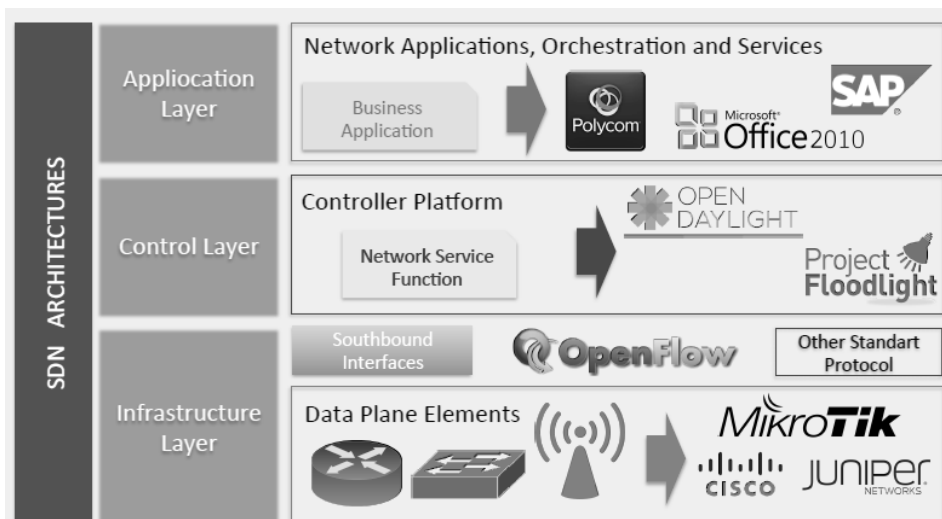 SDN ARCHITECTURES
Appliocation
Layer
Network Applications, Orchestration and Services
Business
Application
Polycom
Microsoft®
Office 2010
SAP®
Control Layer
Controller Platform
Network Service
Function
OPEN
DAYLIGHT
Project
Floodlight
Infrastructure
Layer
Southbound
Interfaces
OpenFlow
Other Standart
Protocol
Data Plane Elements
MikroTik
CISCO
JUNIPEr
NETWORKS